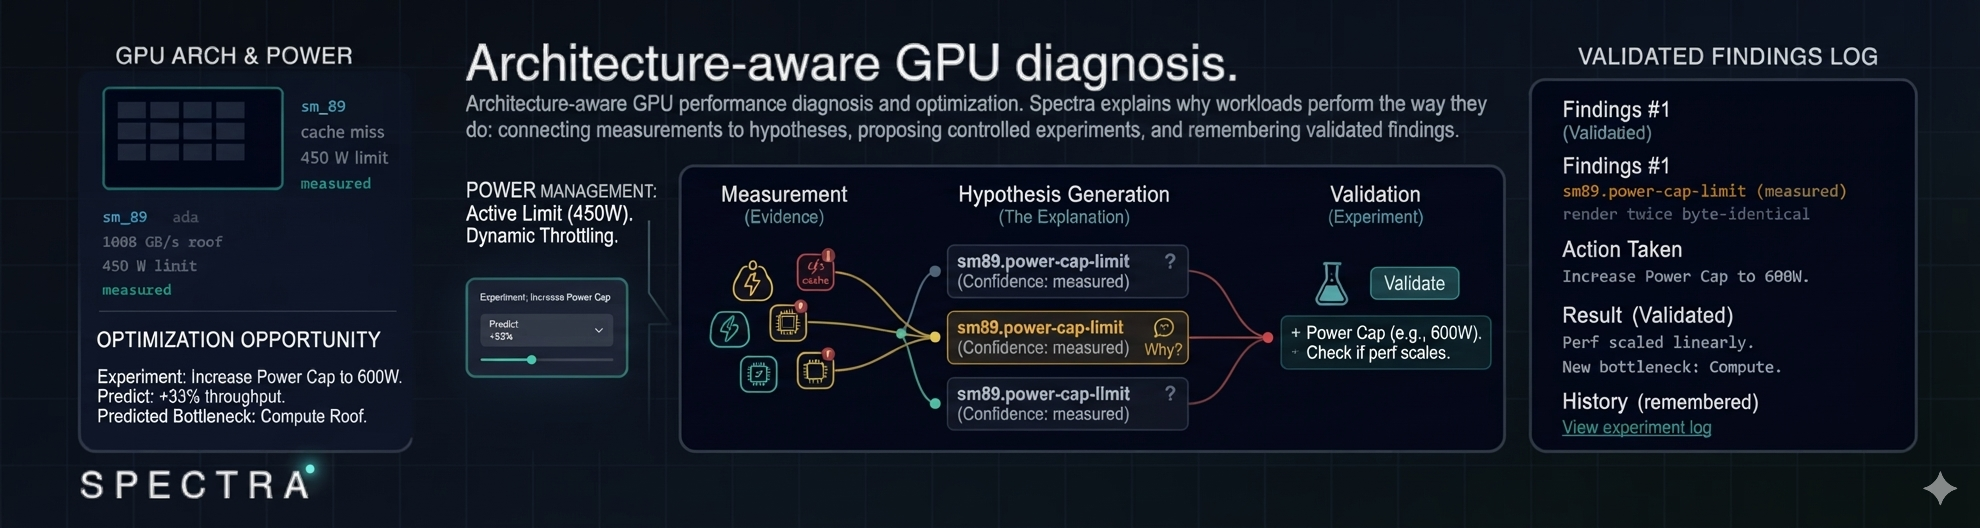 GPU ARCH & POWER
sm_89
cache miss
450 W limit
measured
sm_89 ada
1008 GB/s roof
450 W linit
measured
OPTIMIZATION OPPORTUNITY
Experiment: Increase Power Cap to 600W.
Predict: +33% throughput.
Predicted Bottleneck: Compute Roof.
SPECTRA
Architecture-aware GPU diagnosis.
Architecture-aware GPU performance diagnosis and optimization. Spectra explains why workloads perform the way they
do: connecting measurements to hypotheses, proposing controlled experiments, and remembering validated findings.
POWER MANAGEMENT:
Active Limit (450W).
Dynamic Throttling.
Experlment; Incrssss Power Cap
Predict
Measurement
(Evidence)
cache
Hypothesis Generation
(The Explanation)
sm89.power-cap-limit ?
(Confidence: measured)
sm89.power-cap-limit
(Confidence: measured) Why?
sm89.power-cap-limit ?
(Confidence: measured)
Validation
(Experiment)
Validate
+ Power Cap (e.g., 600W).
Check if perf scales.
VALIDATED FINDINGS LOG
Findings #1
(Validatied)
Findings #1
sm89.power-cap-limit (measured)
render twice byte-identical
Action Taken
Increase Power Cap to 600W.
Result (Validated)
Perf scaled linearly.
New bottleneck: Compute.
History (remembered)
View experiment log